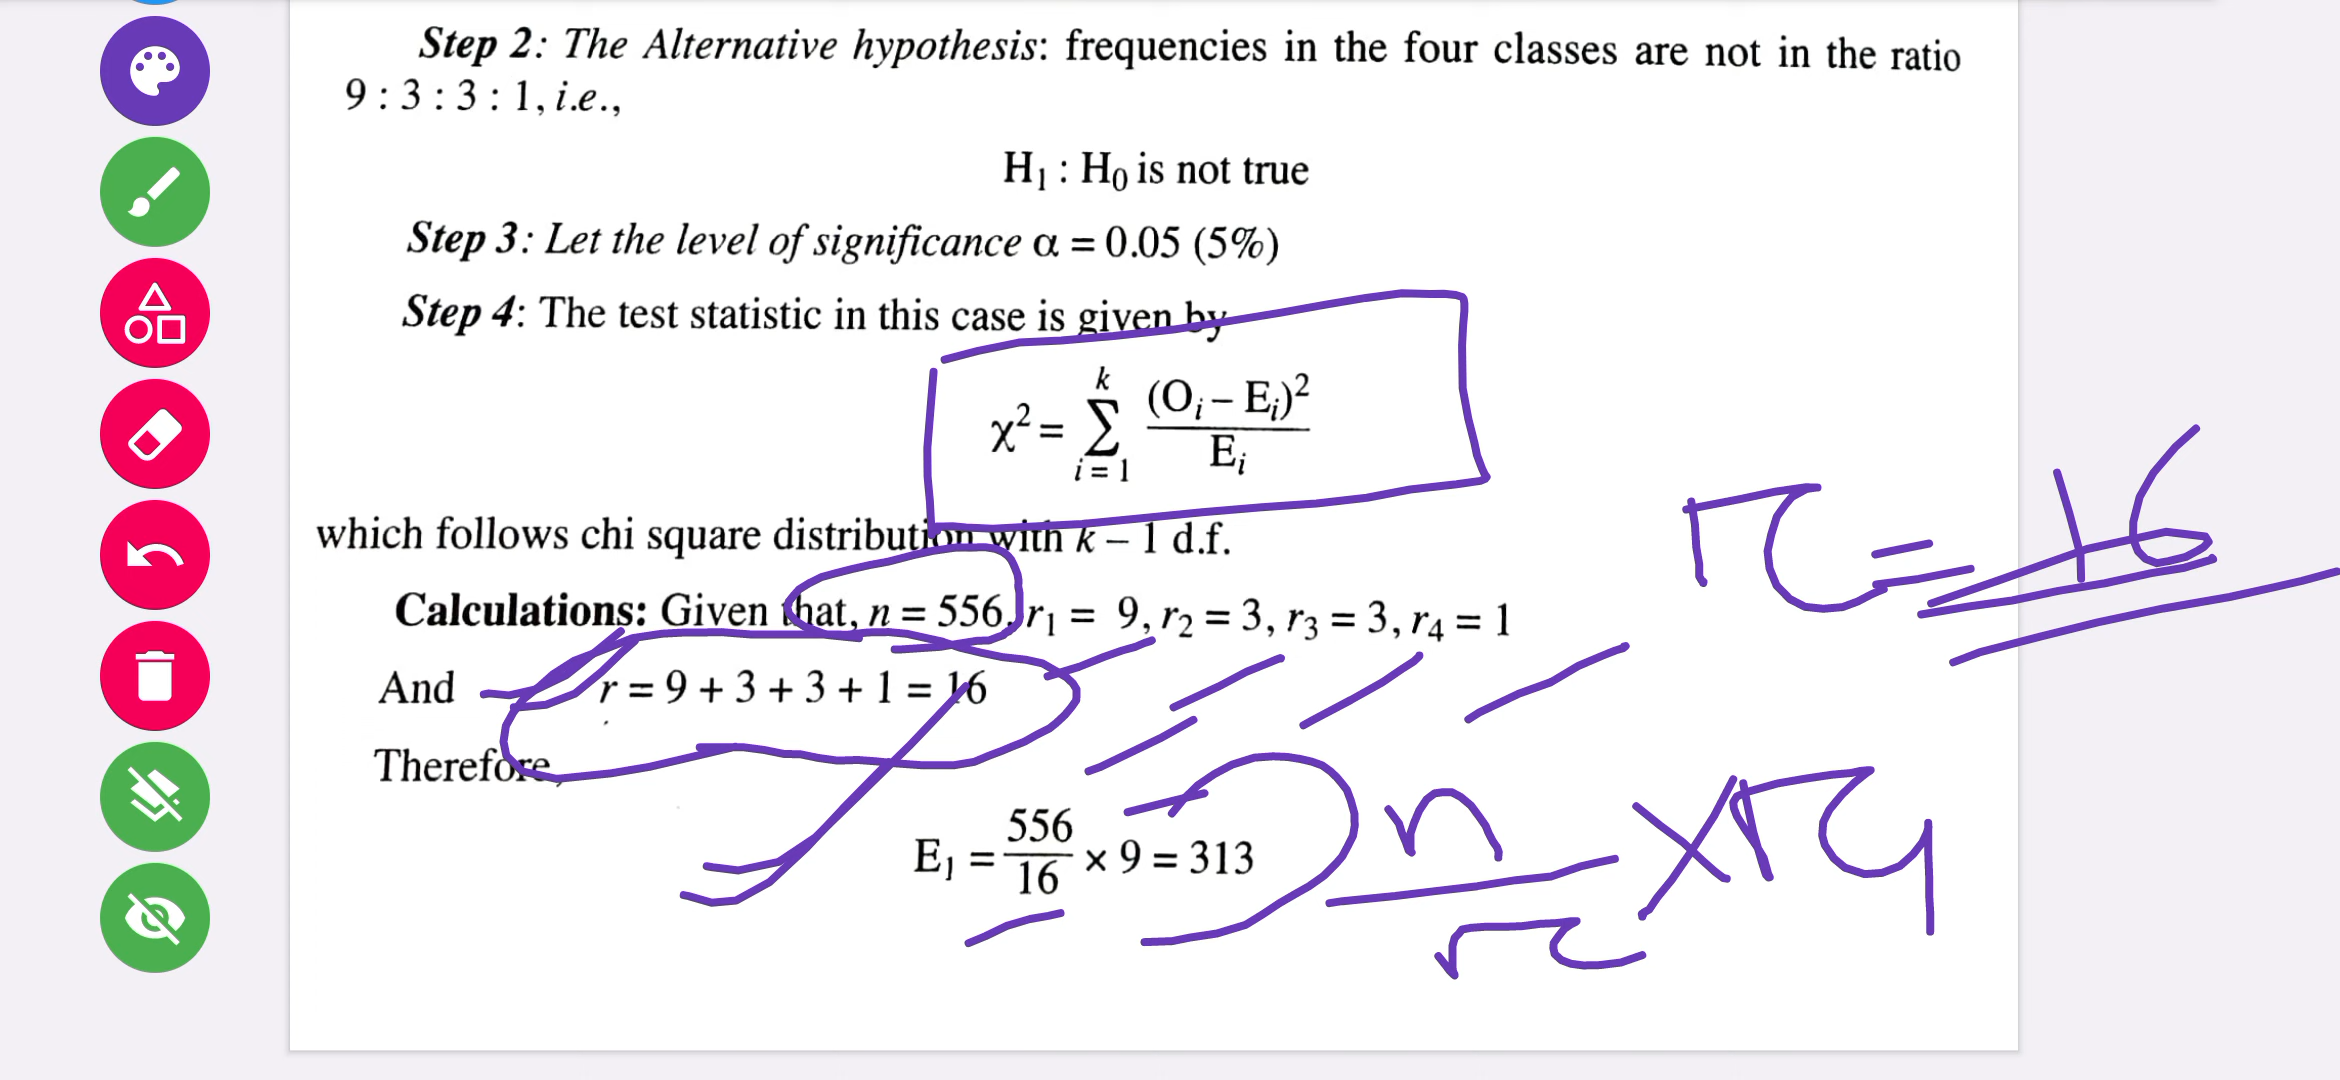 Step 2: The Alternative hypothesis: frequencies in the four classes are not in the ratio
9 : 3 : 3 : 1, i.e.,
H₁ : H₀ is not true
Step 3: Let the level of significance α = 0.05 (5%)
Step 4: The test statistic in this case is given by
χ² = Σ (i = 1 to k) (Oᵢ – Eᵢ)² / Eᵢ
which follows chi square distribution with k – 1 d.f.
Calculations: Given that, n = 556, r₁ = 9, r₂ = 3, r₃ = 3, r₄ = 1
And r = 9 + 3 + 3 + 1 = 16
Therefore,
E₁ = 556/16 × 9 = 313
= 16
n
×